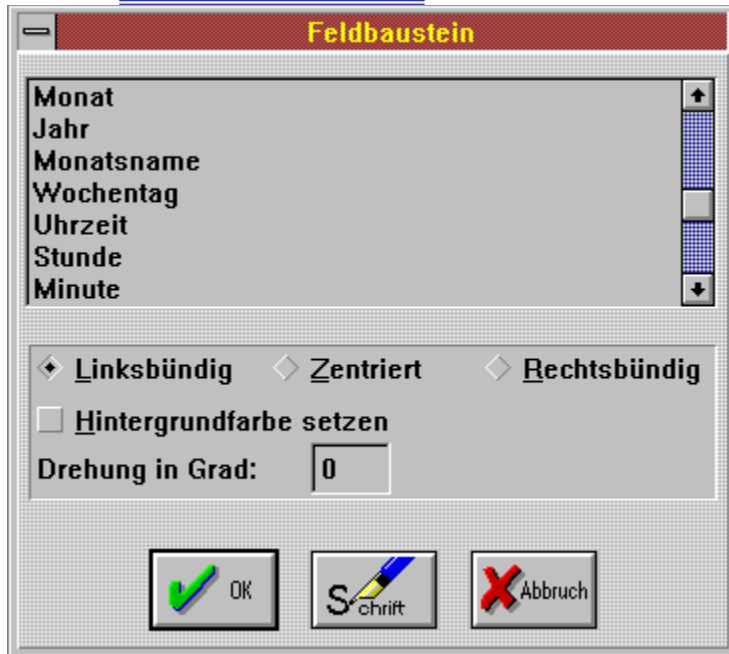 Feldbaustein
Monat
Jahr
Monatsname
Wochentag
Uhrzeit
Stunde
Minute
Linksbündig Zentriert Rechtsbündig
Hintergrundfarbe setzen
Drehung in Grad: 0
OK Schrift Abbruch